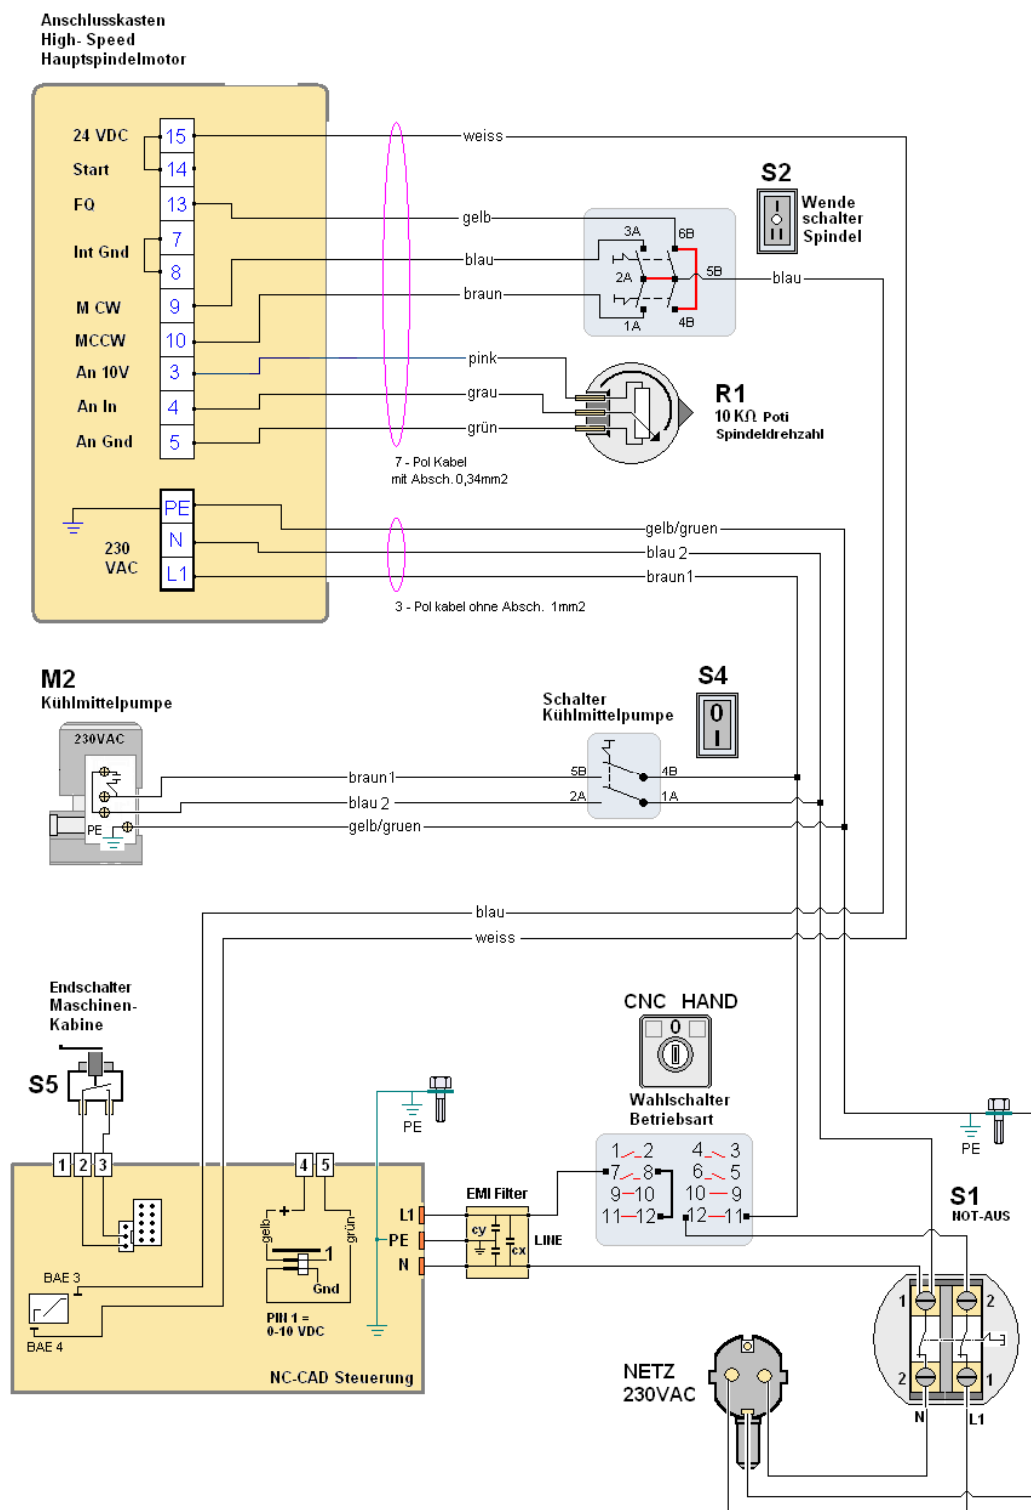 Anschlusskasten
High- Speed
Hauptspindelmotor
24 VDC 15 weiss
Start 14
FQ 13 gelb
Int Gnd 7
8
M CW 9 blau
MCCW 10 braun
An 10V 3 pink
An In 4 grau
An Gnd 5 grün
S2
Wende
schalter
Spindel
I
II
3A 6B
2A 5B blau
1A 4B
R1
10 KΩ Poti
Spindeldrehzahl
7 - Pol Kabel
mit Absch. 0,34mm2
PE gelb/gruen
N blau 2
L1 braun1
230
VAC
3 - Pol kabel ohne Absch. 1mm2
M2
Kühlmittelpumpe
230VAC
PE
Schalter
Kühlmittelpumpe
S4
0
I
braun1 5B 4B
blau 2 2A 1A
gelb/gruen
blau
weiss
Endschalter
Maschinen-
Kabine
S5
CNC HAND
0
Wahlschalter
Betriebsart
PE
PE
1 2 4 3
7 8 6 5
9 10 10 9
11 12 12 11
S1
NOT-AUS
1 2 3 4 5
gelb + grün
1
Gnd
PIN 1 =
0-10 VDC
L1
PE
N
EMI Filter
cy
cx
LINE
BAE 3
BAE 4
NC-CAD Steuerung
1 2
2 1
N L1
NETZ
230VAC